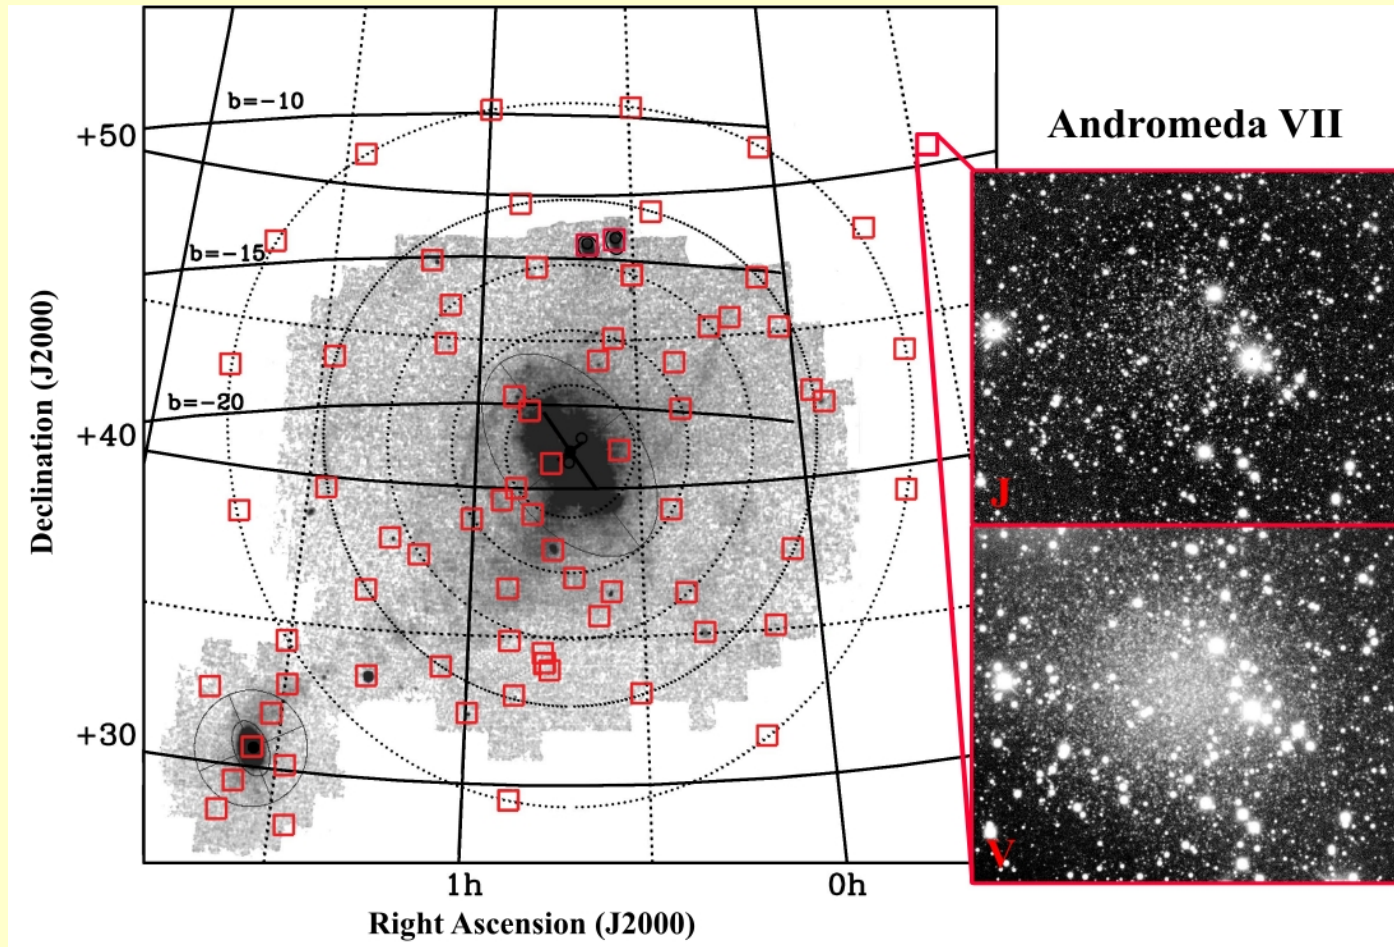 b=-10
+50
Andromeda VII
b=-15
b=-20
+40
Declination (J2000)
J
+30
V
1h
0h
Right Ascension (J2000)